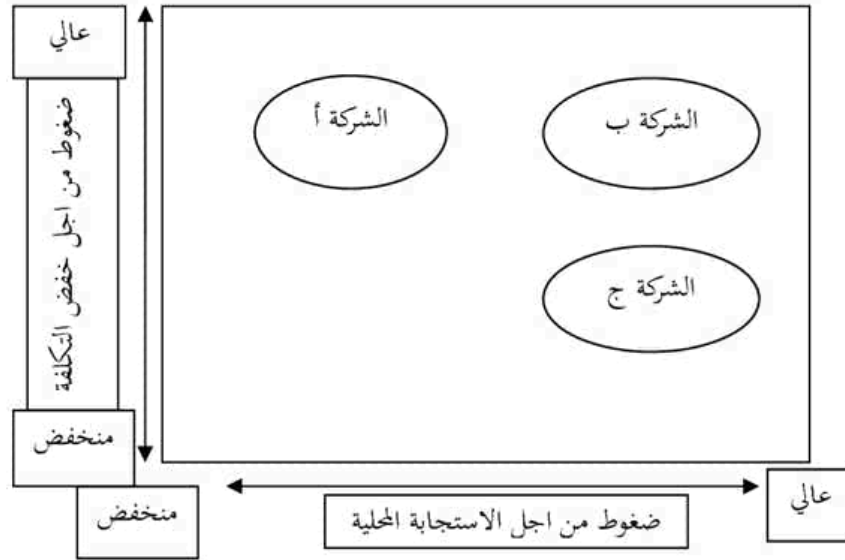 عالي
الشركة أ
الشركة ب
ضغوط من اجل خفض التكلفة
الشركة ج
منخفض
منخفض
ضغوط من اجل الاستجابة المحلية
عالي